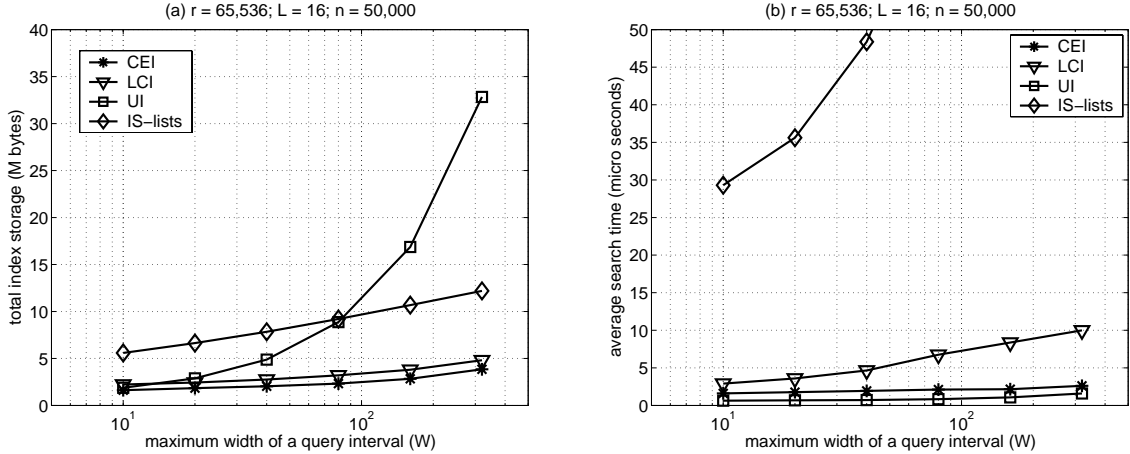 (a) r = 65,536; L = 16; n = 50,000
40
35
30
25
20
15
10
5
0
total index storage (M bytes)
CEI
LCI
UI
IS−lists
10^1
10^2
maximum width of a query interval (W)
(b) r = 65,536; L = 16; n = 50,000
50
45
40
35
30
25
20
15
10
5
0
average search time (micro seconds)
CEI
LCI
UI
IS−lists
10^1
10^2
maximum width of a query interval (W)